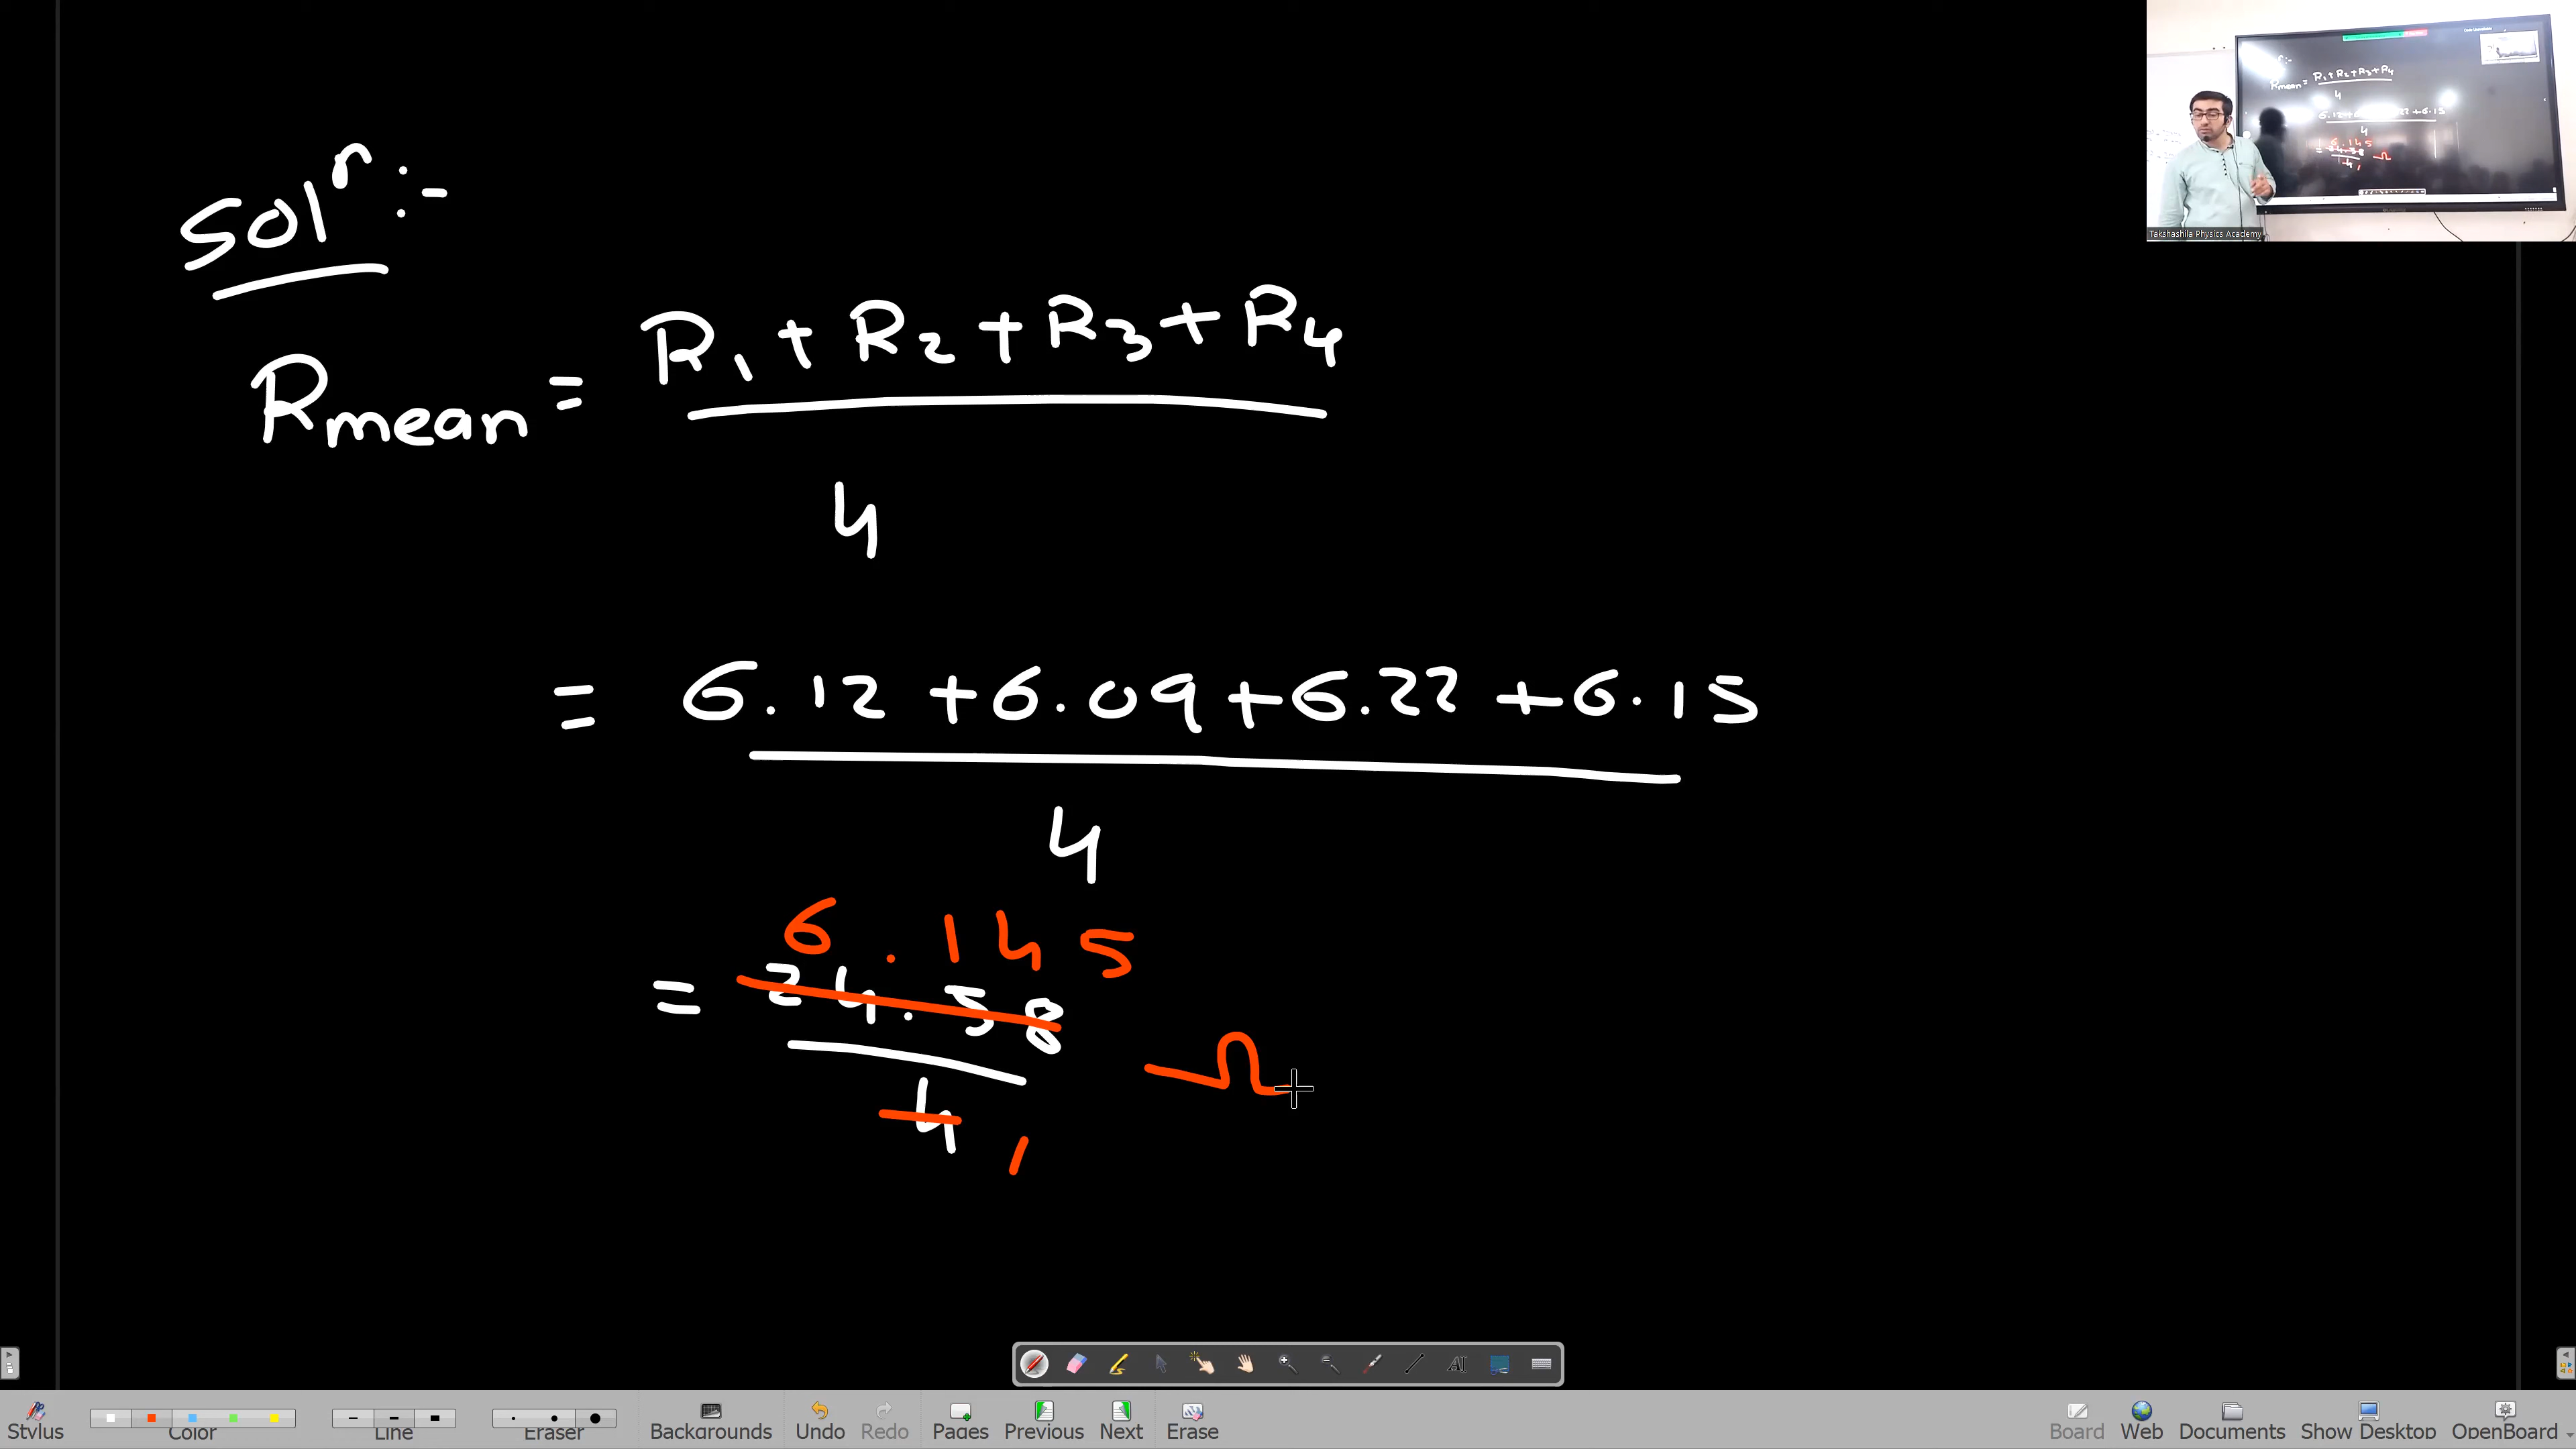 Solⁿ :-
Rmean = R1 + R2 + R3 + R4
4
= 6.12 + 6.09 + 6.22 + 6.15
4
6.145
= 24.58
4 1
Ω
Takshashila Physics Academy
Stylus
Color
Line
Eraser
Backgrounds
Undo
Redo
Pages
Previous
Next
Erase
Board
Web
Documents
Show Desktop
OpenBoard